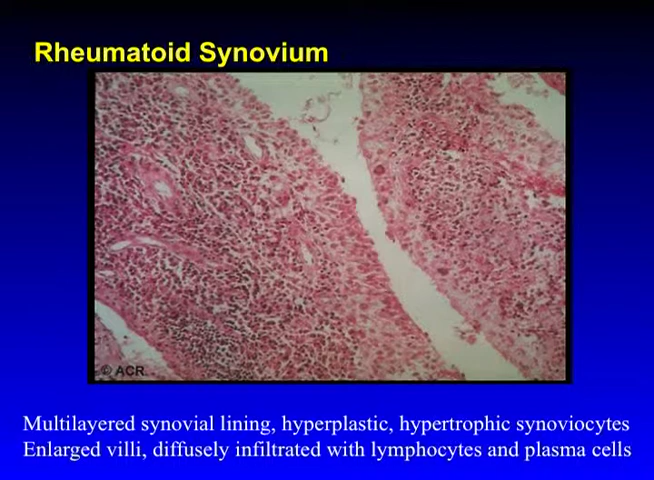 Rheumatoid Synovium
© ACR
Multilayered synovial lining, hyperplastic, hypertrophic synoviocytes
Enlarged villi, diffusely infiltrated with lymphocytes and plasma cells